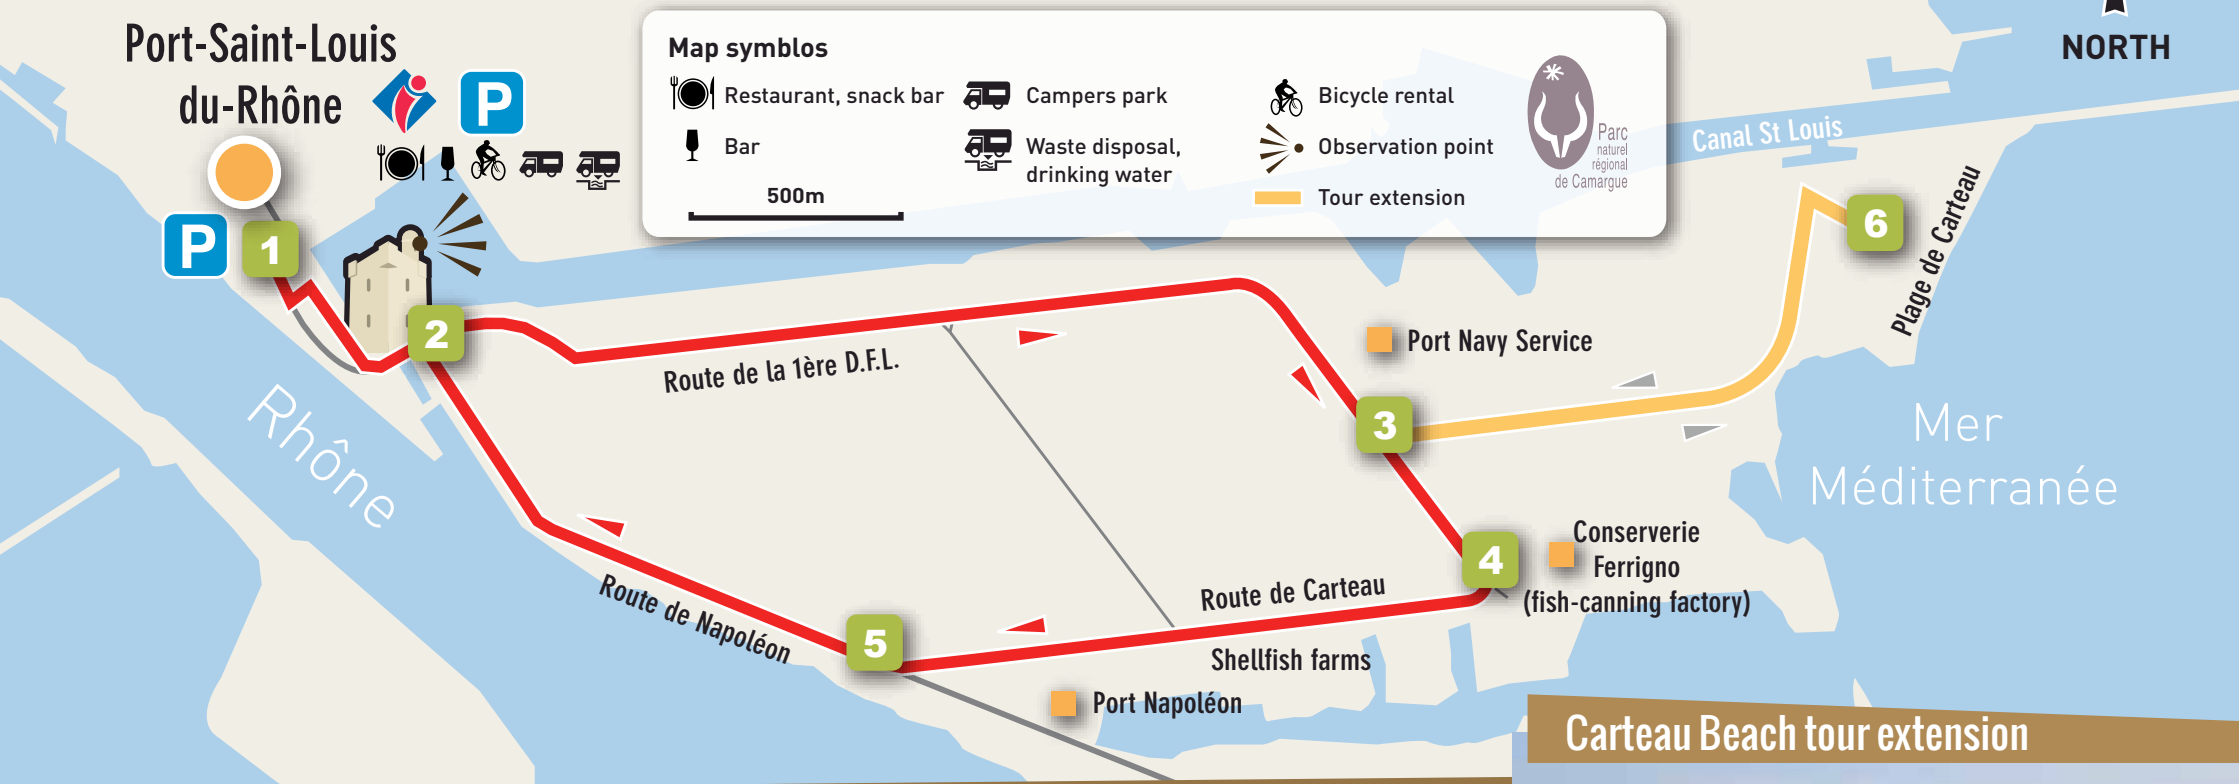 Port-Saint-Louis
du-Rhône
P
P
1
2
3
4
5
6
Map symblos
Restaurant, snack bar
Bar
500m
Campers park
Waste disposal,
drinking water
Bicycle rental
Observation point
Tour extension
Parc
naturel
régional
de Camargue
NORTH
Canal St Louis
Plage de Carteau
Route de la 1ère D.F.L.
Port Navy Service
Rhône
Mer
Méditerranée
Conserverie
Ferrigno
(fish-canning factory)
Route de Carteau
Route de Napoléon
Shellfish farms
Port Napoléon
Carteau Beach tour extension